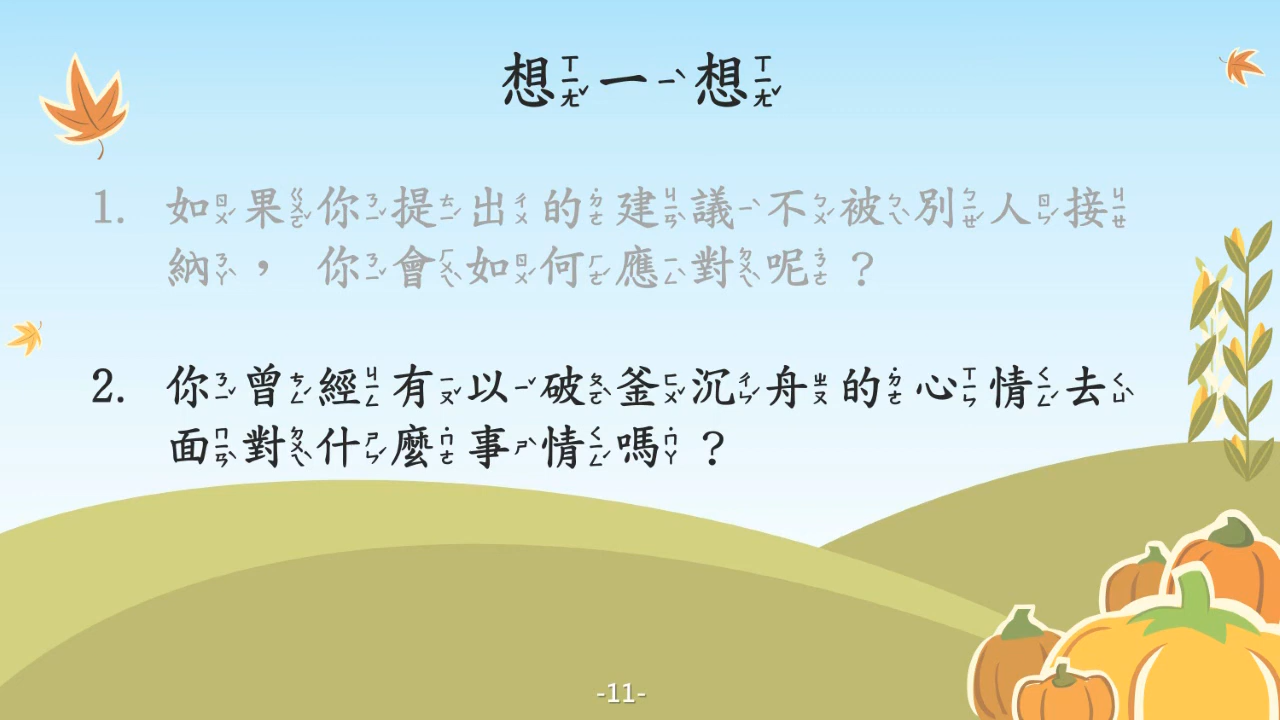 想一想
1. 如果你提出的建議不被別人接
納， 你會如何應對呢？
2. 你曾經有以破釜沉舟的心情去
面對什麼事情嗎？
-11-